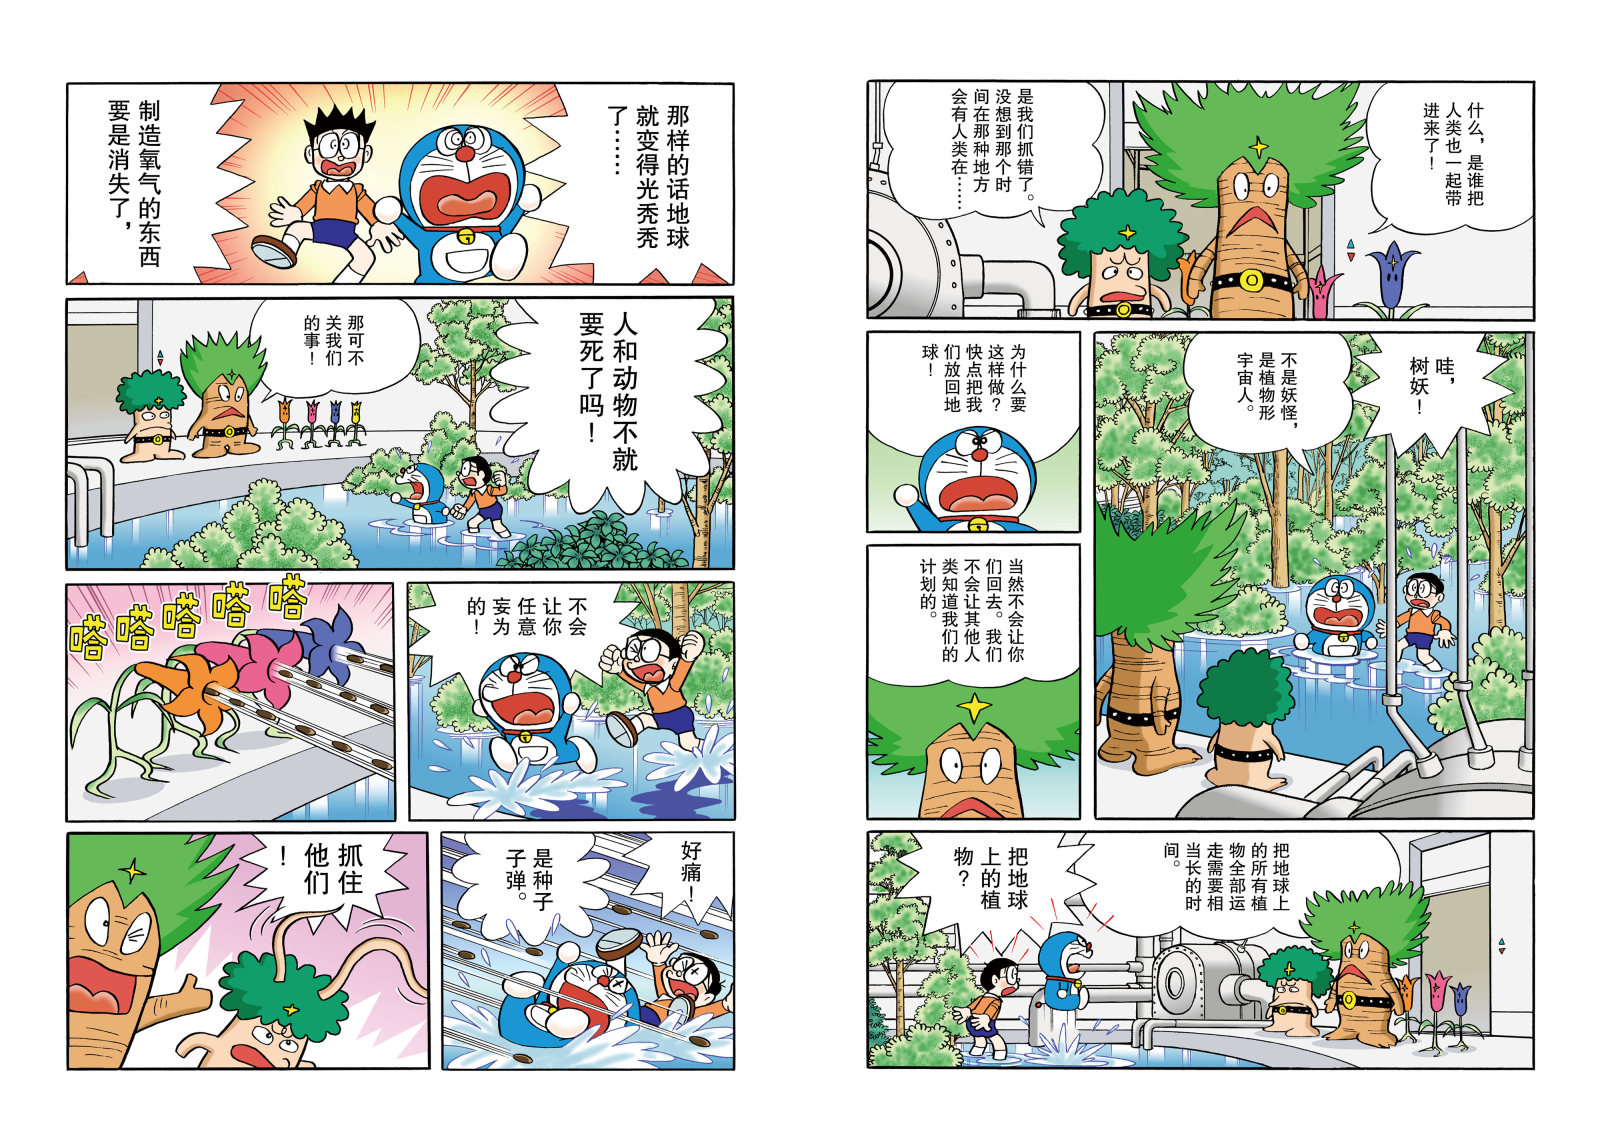 什么，是谁把
人类也一起带
进来了！
是我们抓错了。
没想到那个时
间在那种地方
会有人类在……
哇，
树妖！
不是妖怪，
是植物形
宇宙人。
为什么要
这样做？
快点把我
们放回地
球！
当然不会让你
们回去。我们
不会让其他人
类知道我们的
计划的。
把地球上
的所有植
物全部运
走需要相
当长的时
间。
把地球
上的植
物？
那样的话地球
就变得光秃秃
了……
制造氧气的东西
要是消失了，
人和动物不就
要死了吗！
那可不
关我们
的事！
不会
让你
任意
妄为
的！
嗒嗒嗒嗒嗒
好痛！
是种子
子弹。
抓住
他们
！